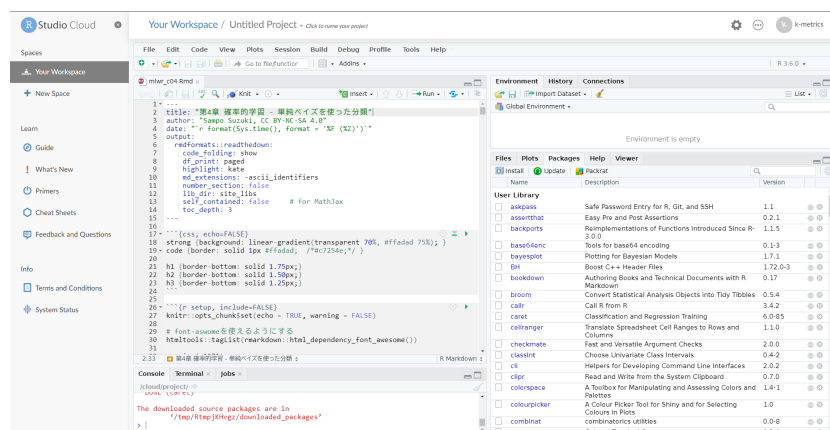 R Studio Cloud
Your Workspace / Untitled Project • Click to name your project
k-metrics
Spaces
Your Workspace
New Space
Learn
Guide
What's New
Primers
Cheat Sheets
Feedback and Questions
Info
Terms and Conditions
System Status
File Edit Code View Plots Session Build Debug Profile Tools Help
Go to file/function
Addins
R 3.6.0
mlwr_c04.Rmd
Knit
Insert
Run
1 ---
2 title: "第4章 確率的学習 - 単純ベイズを使った分類"
3 author: "Sampo Suzuki, CC BY-NC-SA 4.0"
4 date: "`r format(Sys.time(), format = '%F (%Z)')`"
5 output:
6 rmdformats::readthedown:
7 code_folding: show
8 df_print: paged
9 highlight: kate
10 md_extensions: -ascii_identifiers
11 number_section: false
12 lib_dir: site_libs
13 self_contained: false # for MathJax
14 toc_depth: 3
15 ---
16
17 ```{css, echo=FALSE}
18 strong {background: linear-gradient(transparent 70%, #ffadad 75%); }
19 code {border: solid 1px #ffadad; /*#c7254e;*/ }
20
21 h1 {border-bottom: solid 1.75px;}
22 h2 {border-bottom: solid 1.50px;}
23 h3 {border-bottom: solid 1.25px;}
24 ```
25
26 ```{r setup, include=FALSE}
27 knitr::opts_chunk$set(echo = TRUE, warning = FALSE)
28
29 # font-aswomeを使えるようにする
30 htmltools::tagList(rmarkdown::html_dependency_font_awesome())
31
2:33 第4章 確率的学習 - 単純ベイズを使った分類 R Markdown
Console Terminal Jobs
/cloud/project/
* DONE (caret)
The downloaded source packages are in
‘/tmp/RtmpjKHvgz/downloaded_packages’
>
Environment History Connections
Import Dataset
List
Global Environment
Environment is empty
Files Plots Packages Help Viewer
Install Update Packrat
Name Description Version
User Library
askpass Safe Password Entry for R, Git, and SSH 1.1
assertthat Easy Pre and Post Assertions 0.2.1
backports Reimplementations of Functions Introduced Since R-3.0.0 1.1.5
base64enc Tools for base64 encoding 0.1-3
bayesplot Plotting for Bayesian Models 1.7.1
BH Boost C++ Header Files 1.72.0-3
bookdown Authoring Books and Technical Documents with R Markdown 0.17
broom Convert Statistical Analysis Objects into Tidy Tibbles 0.5.4
callr Call R from R 3.4.2
caret Classification and Regression Training 6.0-85
cellranger Translate Spreadsheet Cell Ranges to Rows and Columns 1.1.0
checkmate Fast and Versatile Argument Checks 2.0.0
classInt Choose Univariate Class Intervals 0.4-2
cli Helpers for Developing Command Line Interfaces 2.0.2
clipr Read and Write from the System Clipboard 0.7.0
colorspace A Toolbox for Manipulating and Assessing Colors and Palettes 1.4-1
colourpicker A Colour Picker Tool for Shiny and for Selecting Colours in Plots 1.0
combinat combinatorics utilities 0.0-8